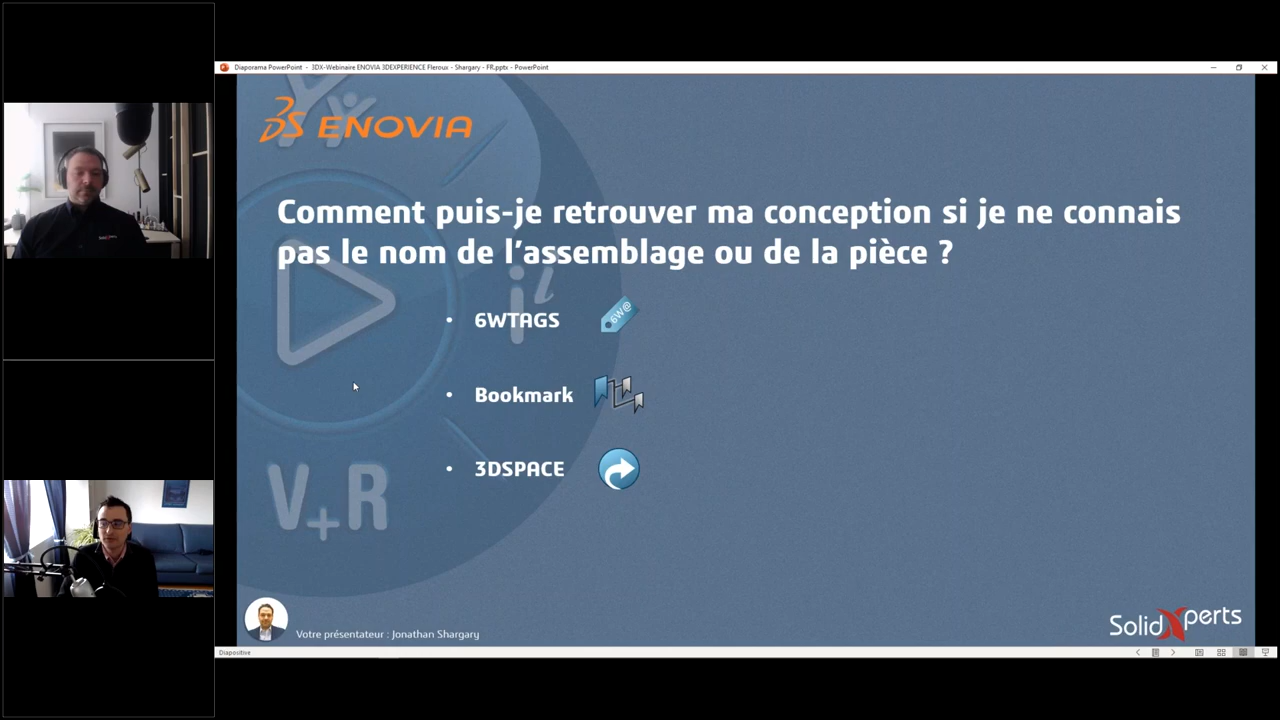 Diaporama PowerPoint - 3DX-Webinaire ENOVIA 3DEXPERIENCE Fleroux - Shargary - FR.pptx - PowerPoint
3DS ENOVIA
Comment puis-je retrouver ma conception si je ne connais
pas le nom de l'assemblage ou de la pièce ?
• 6WTAGS
6W@
• Bookmark
• 3DSPACE
i
V+R
Votre présentateur : Jonathan Shargary
SolidXperts
Diapositive